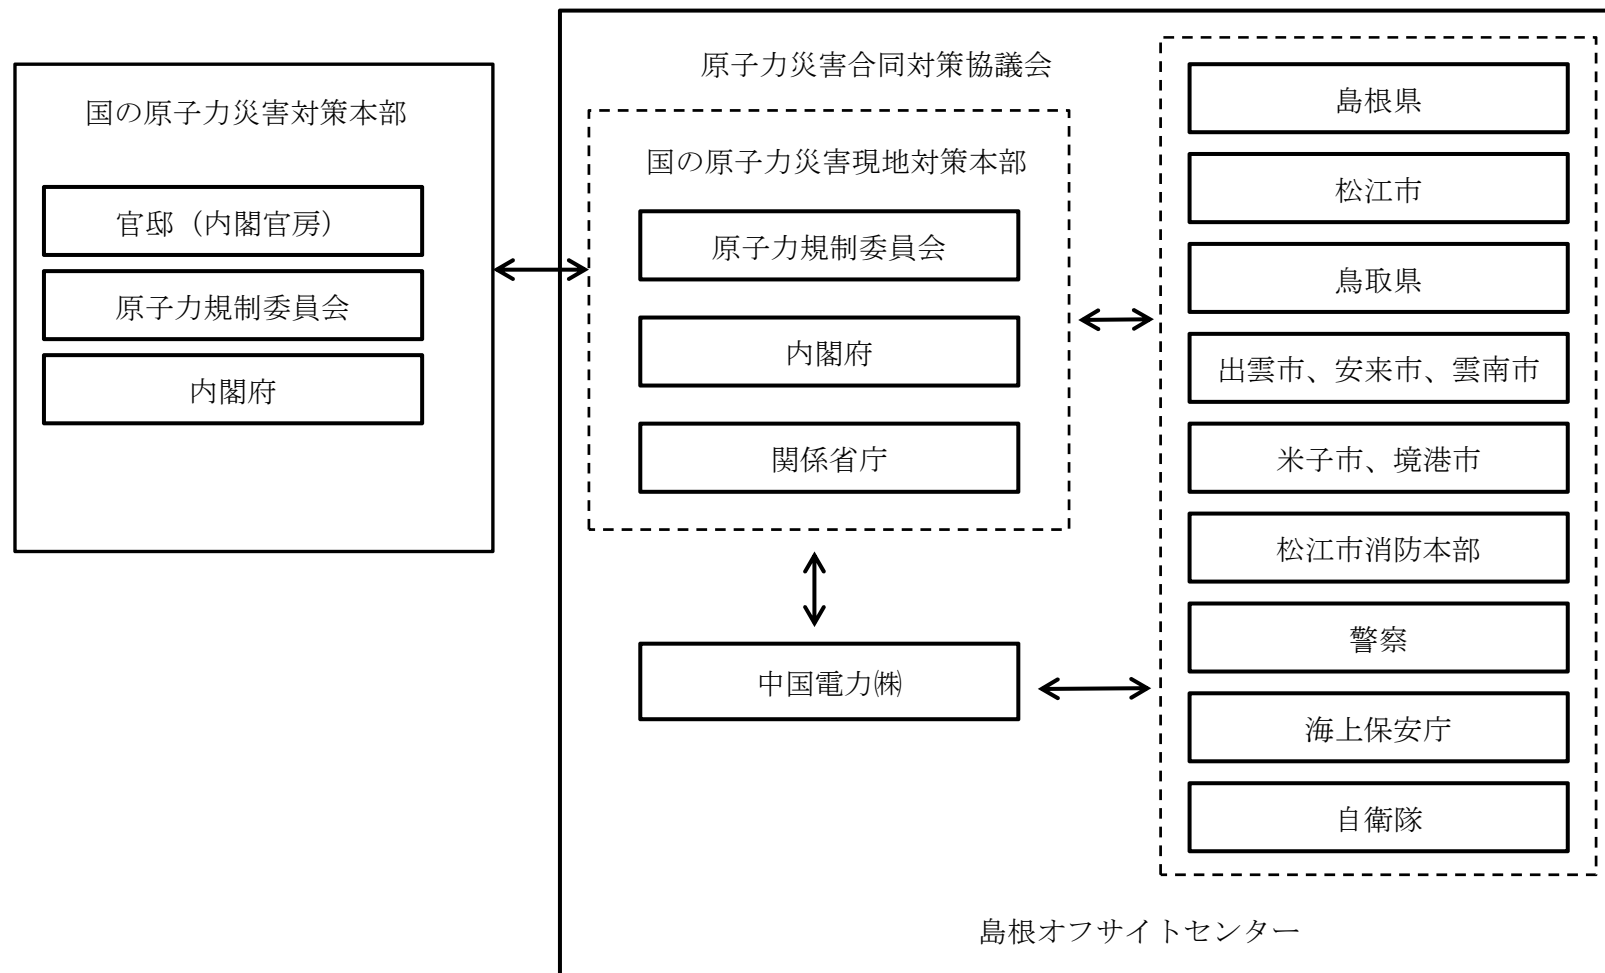 国の原子力災害対策本部
官邸（内閣官房）
原子力規制委員会
内閣府
原子力災害合同対策協議会
国の原子力災害現地対策本部
原子力規制委員会
内閣府
関係省庁
中国電力㈱
島根県
松江市
鳥取県
出雲市、安来市、雲南市
米子市、境港市
松江市消防本部
警察
海上保安庁
自衛隊
島根オフサイトセンター